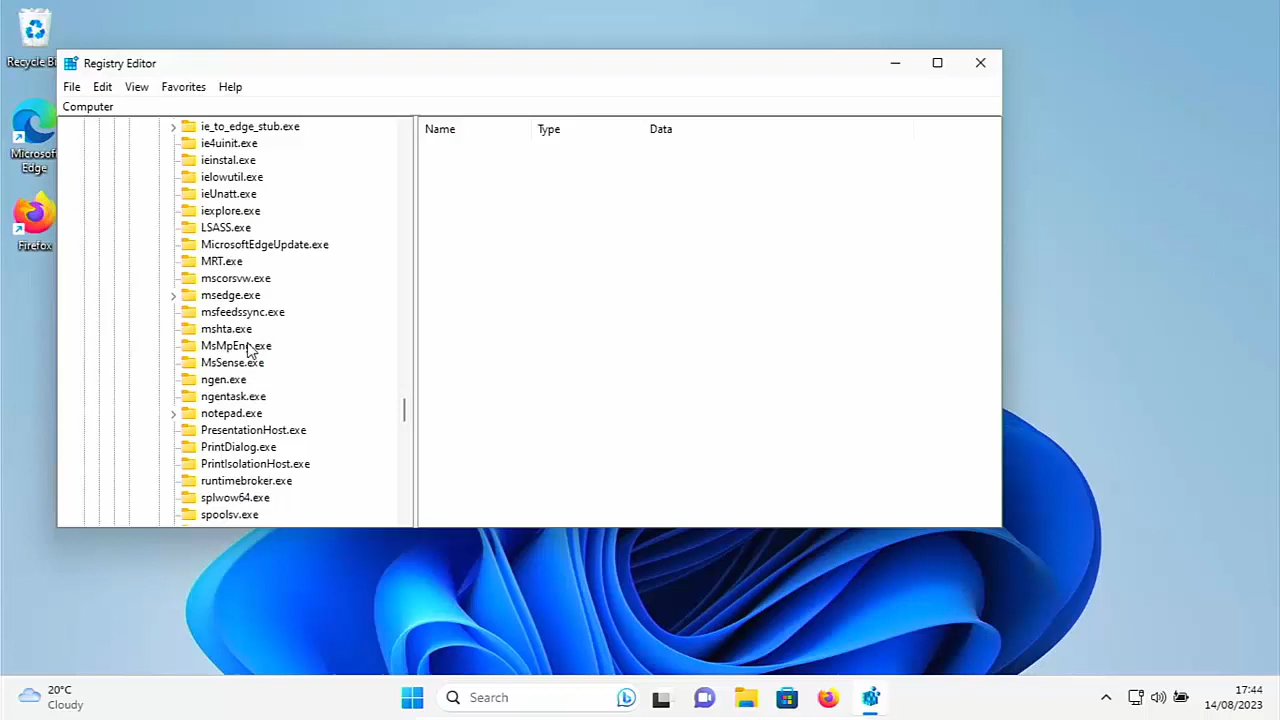 Recycle Bi
Registry Editor
File Edit View Favorites Help
Computer
Name Type Data
ie_to_edge_stub.exe
ie4uinit.exe
ieinstal.exe
ielowutil.exe
ieUnatt.exe
iexplore.exe
LSASS.exe
MicrosoftEdgeUpdate.exe
MRT.exe
mscorsvw.exe
msedge.exe
msfeedssync.exe
mshta.exe
MsMpEng.exe
MsSense.exe
ngen.exe
ngentask.exe
notepad.exe
PresentationHost.exe
PrintDialog.exe
PrintIsolationHost.exe
runtimebroker.exe
splwow64.exe
spoolsv.exe
Microsoft
Edge
Firefox
20°C
Cloudy
Search
17:44
14/08/2023